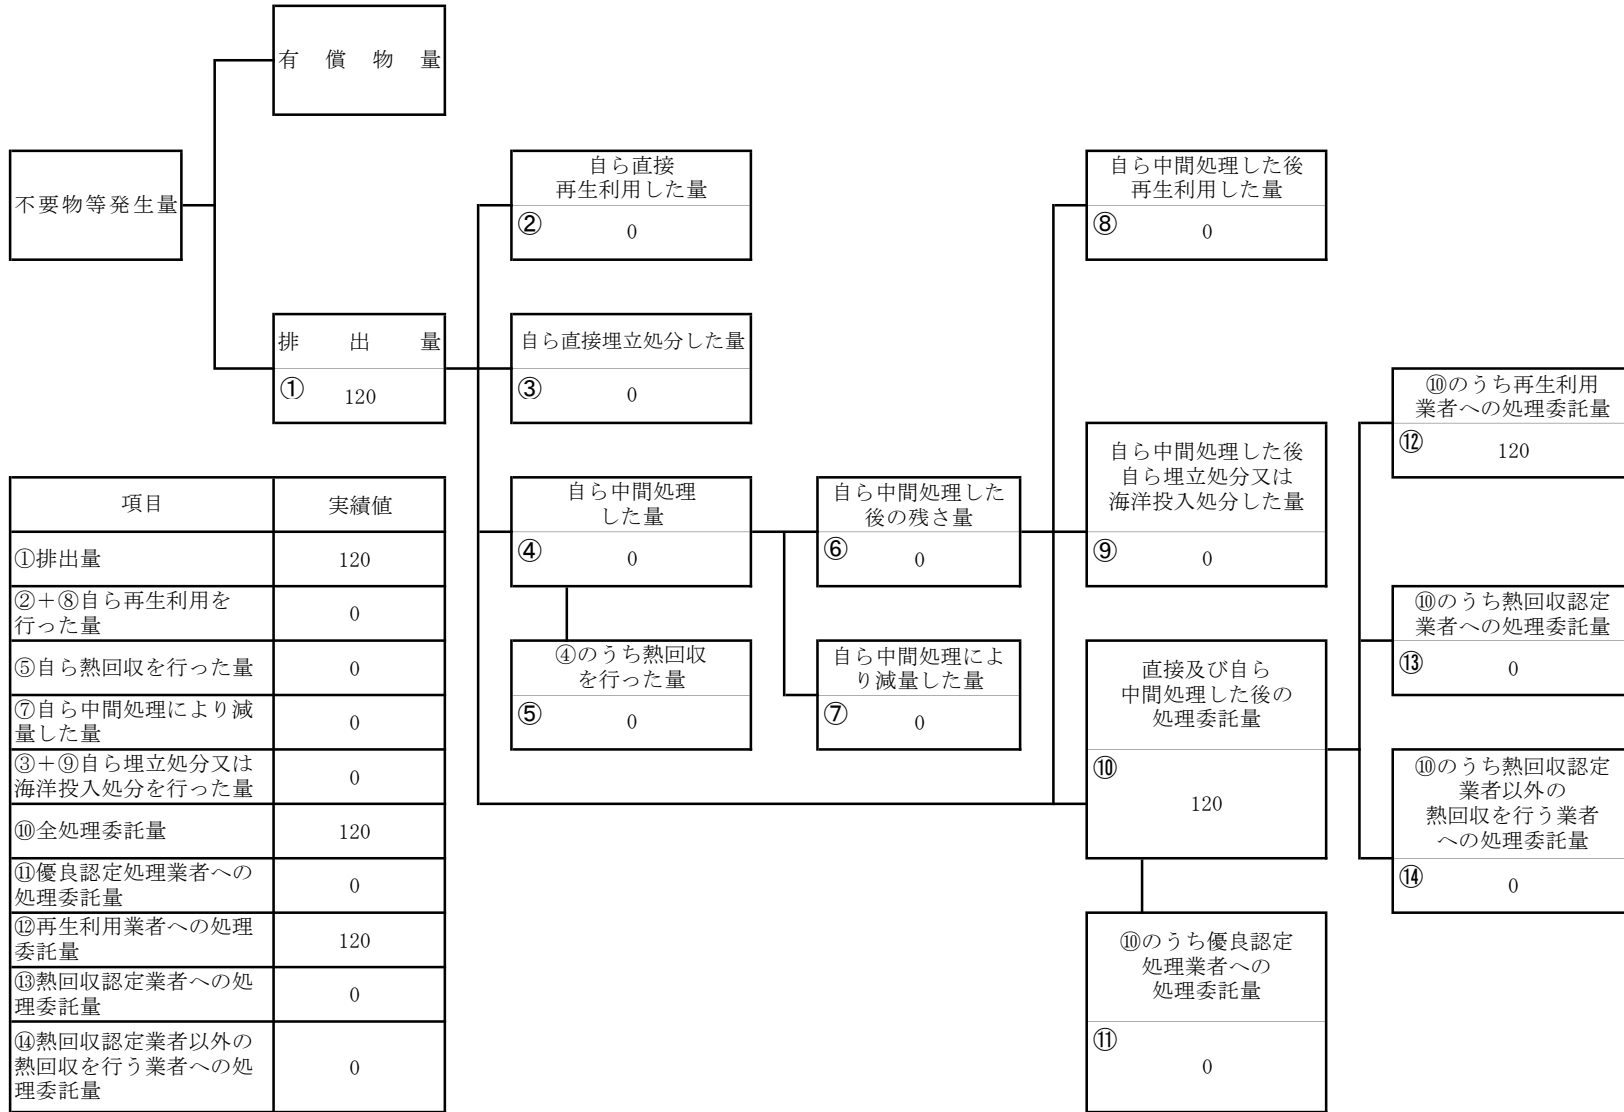 有償物量
不要物等発生量
自ら直接
再生利用した量
② 0
自ら中間処理した後
再生利用した量
⑧ 0
排出量
① 120
自ら直接埋立処分した量
③ 0
⑩のうち再生利用
業者への処理委託量
⑫ 120
自ら中間処理した後
自ら埋立処分又は
海洋投入処分した量
⑨ 0
自ら中間処理
した量
④ 0
自ら中間処理した
後の残さ量
⑥ 0
⑩のうち熱回収認定
業者への処理委託量
⑬ 0
④のうち熱回収
を行った量
⑤ 0
自ら中間処理によ
り減量した量
⑦ 0
直接及び自ら
中間処理した後の
処理委託量
⑩
120
⑩のうち熱回収認定
業者以外の
熱回収を行う業者
への処理委託量
⑭ 0
⑩のうち優良認定
処理業者への
処理委託量
⑪
0
項目 実績値
①排出量 120
②+⑧自ら再生利用を
行った量 0
⑤自ら熱回収を行った量 0
⑦自ら中間処理により減
量した量 0
③+⑨自ら埋立処分又は
海洋投入処分を行った量 0
⑩全処理委託量 120
⑪優良認定処理業者への
処理委託量 0
⑫再生利用業者への処理
委託量 120
⑬熱回収認定業者への処
理委託量 0
⑭熱回収認定業者以外の
熱回収を行う業者への処
理委託量 0